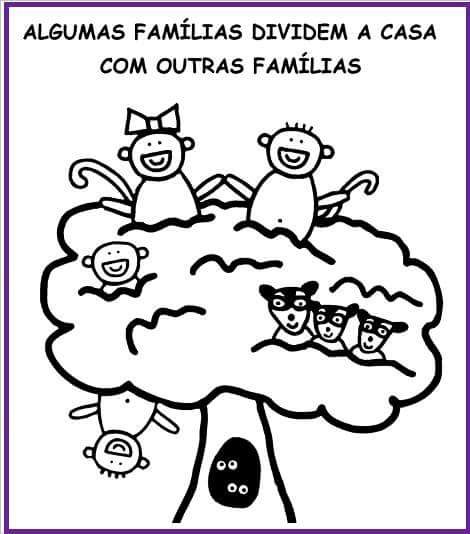 ALGUMAS FAMÍLIAS DIVIDEM A CASA
COM OUTRAS FAMÍLIAS